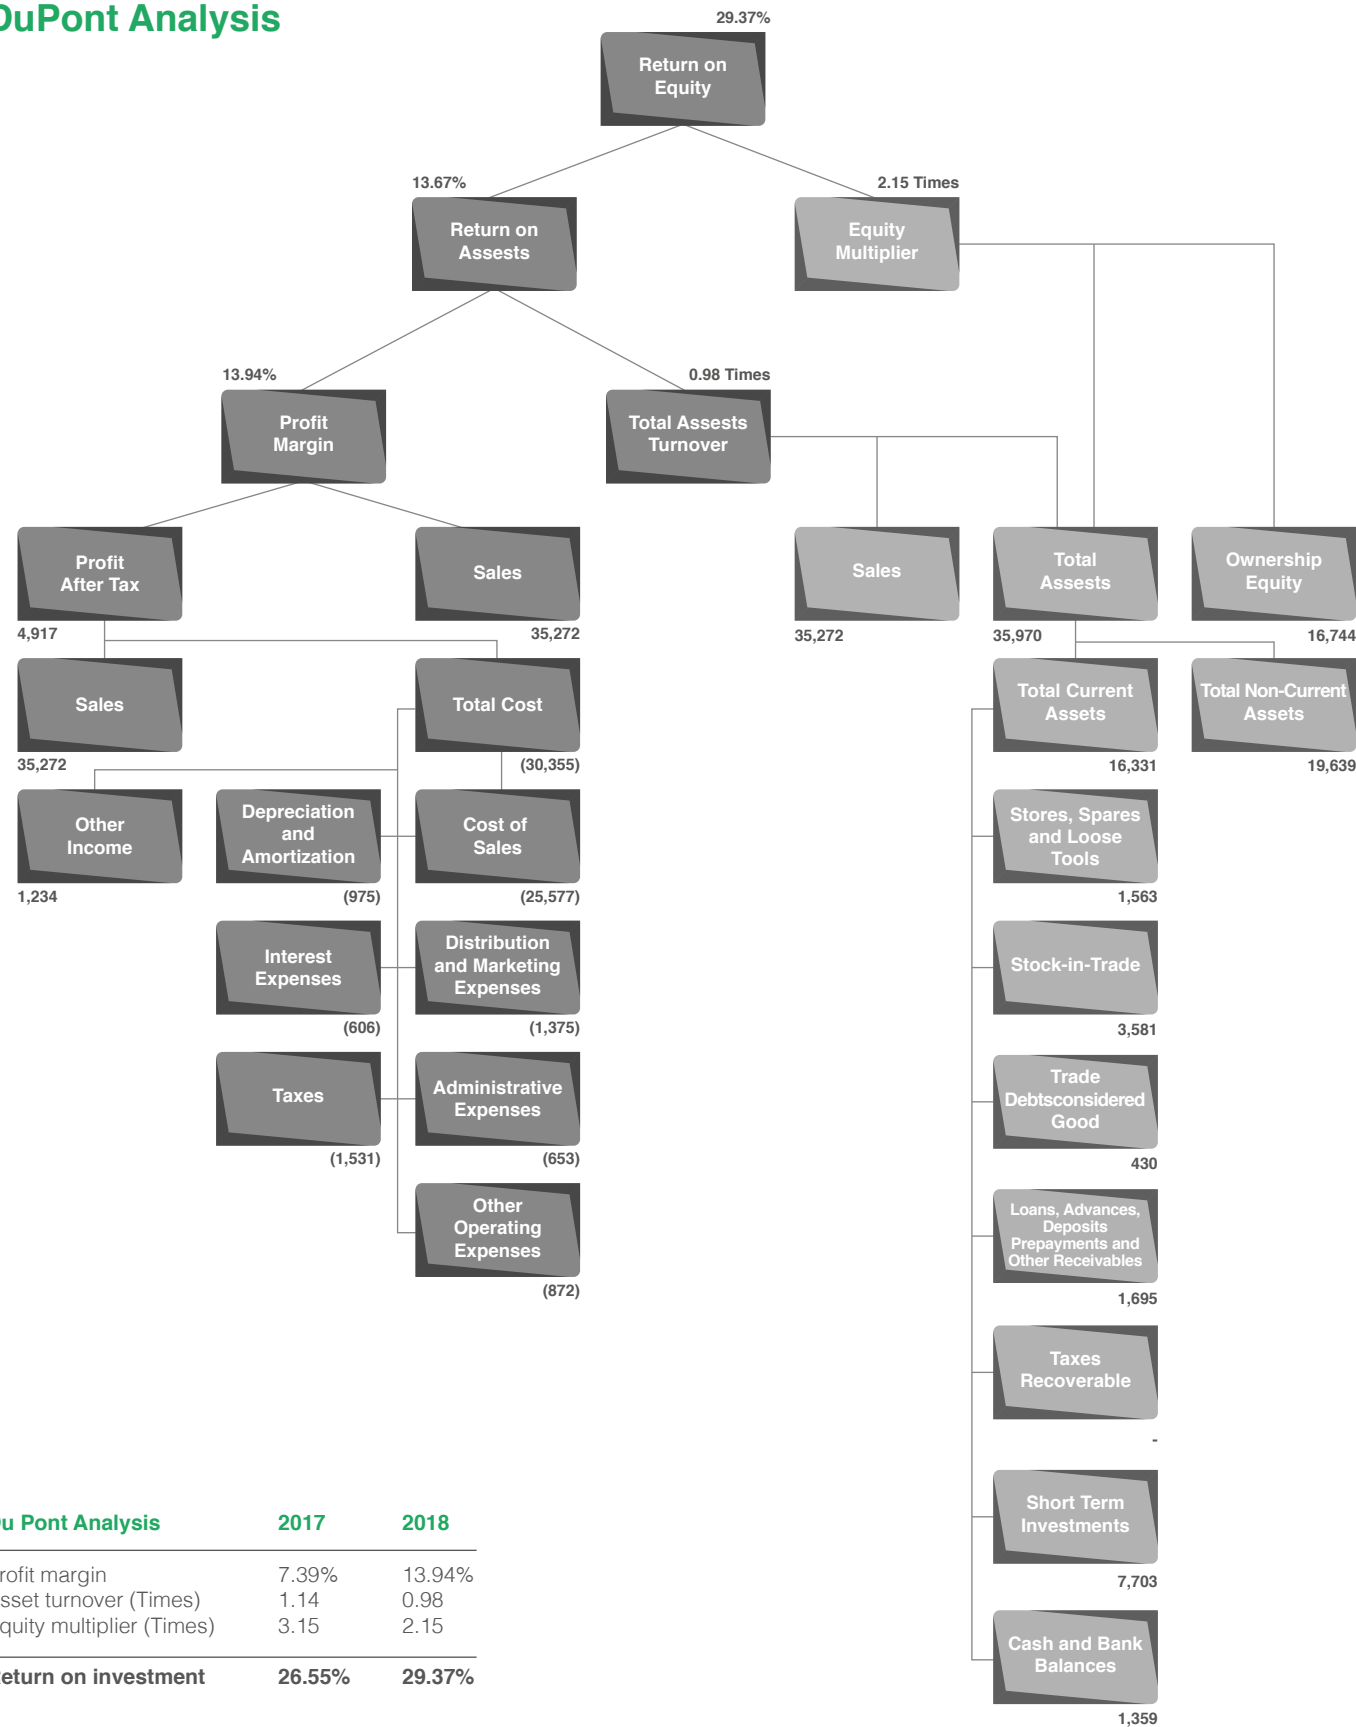 DuPont Analysis
29.37%
Return on
Equity
13.67%
2.15 Times
Return on
Assests
Equity
Multiplier
13.94%
0.98 Times
Profit
Margin
Total Assests
Turnover
Profit
After Tax
Sales
Sales
Total
Assests
Ownership
Equity
4,917
35,272
35,272
35,970
16,744
Sales
Total Cost
Total Current
Assets
Total Non-Current
Assets
35,272
(30,355)
16,331
19,639
Other
Income
Depreciation
and
Amortization
Cost of
Sales
Stores, Spares
and Loose
Tools
1,234
(975)
(25,577)
1,563
Interest
Expenses
Distribution
and Marketing
Expenses
Stock-in-Trade
(606)
(1,375)
3,581
Taxes
Administrative
Expenses
Trade
Debtsconsidered
Good
(1,531)
(653)
430
Other
Operating
Expenses
Loans, Advances,
Deposits
Prepayments and
Other Receivables
(872)
1,695
Taxes
Recoverable
-
Short Term
Investments
7,703
Cash and Bank
Balances
1,359
Du Pont Analysis 2017 2018
Profit margin 7.39% 13.94%
Asset turnover (Times) 1.14 0.98
Equity multiplier (Times) 3.15 2.15
Return on investment 26.55% 29.37%